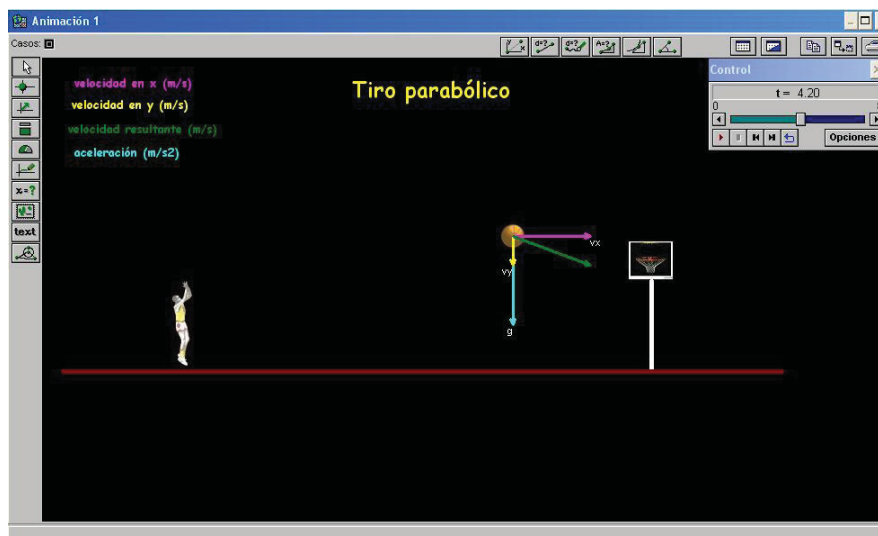 Animación 1
Casos:
velocidad en x (m/s)
velocidad en y (m/s)
velocidad resultante (m/s)
aceleración (m/s2)
Tiro parabólico
Control
t = 4.20
0
Opciones
x=?
text
vx
vy
g